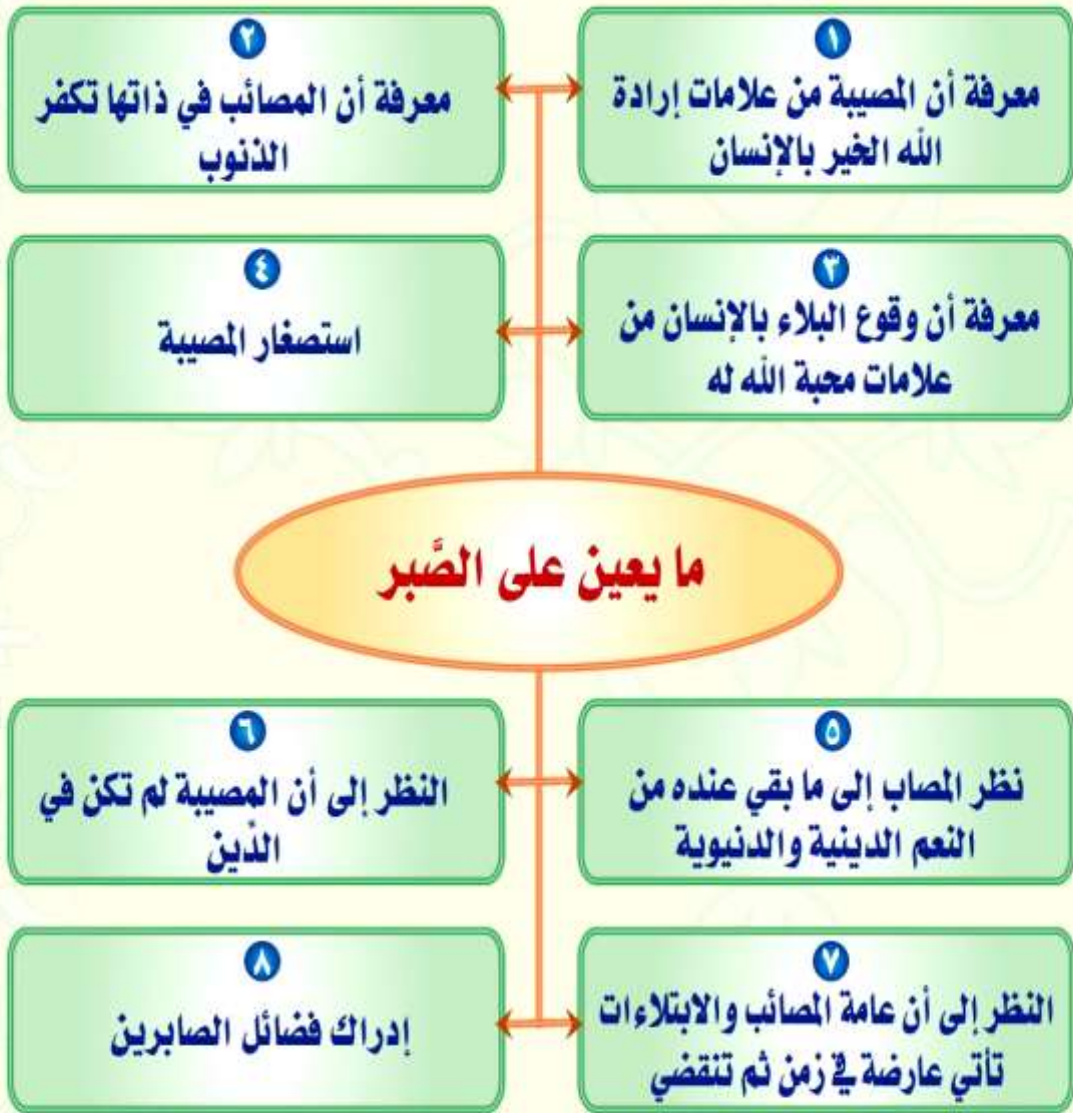 ١
معرفة أن المصيبة من علامات إرادة
الله الخير بالإنسان
٢
معرفة أن المصائب في ذاتها تكفر
الذنوب
٣
معرفة أن وقوع البلاء بالإنسان من
علامات محبة الله له
٤
استصغار المصيبة
ما يعين على الصَّبر
٥
نظر المصاب إلى ما بقي عنده من
النعم الدينية والدنيوية
٦
النظر إلى أن المصيبة لم تكن في
الدِّين
٧
النظر إلى أن عامة المصائب والابتلاءات
تأتي عارضة في زمن ثم تنقضي
٨
إدراك فضائل الصابرين